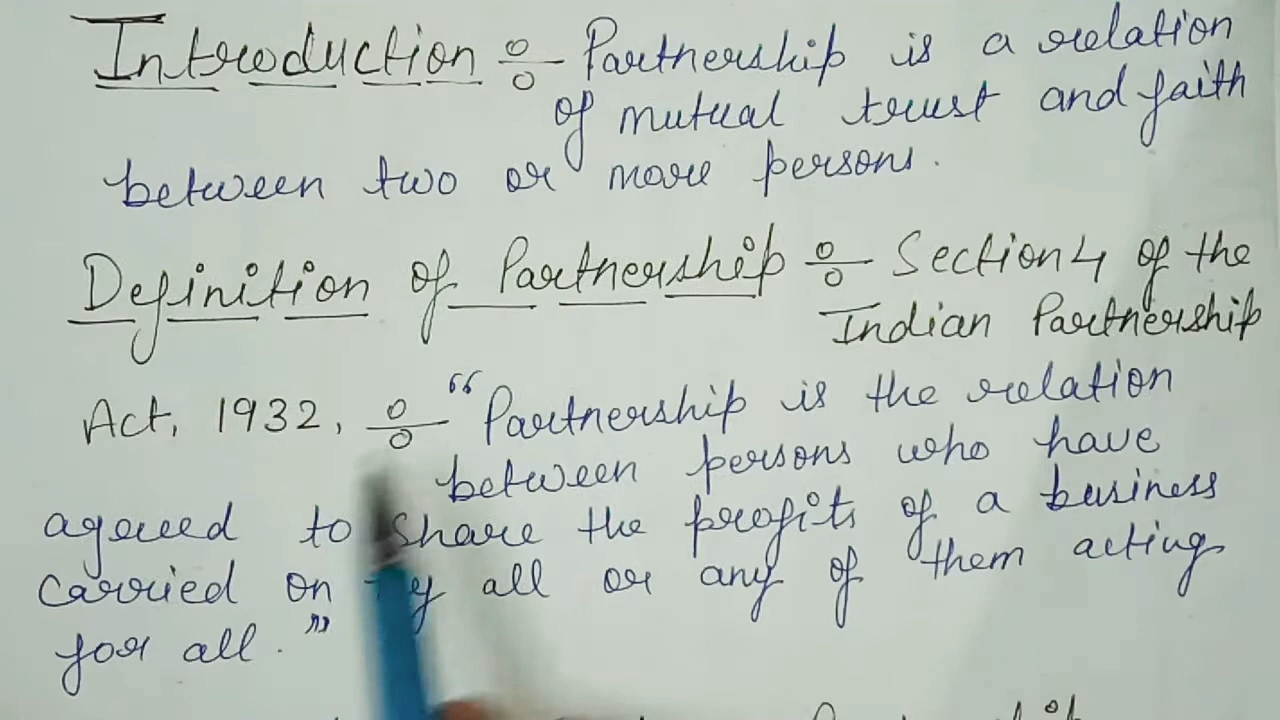 Introduction :- Partnership is a relation
of mutual trust and faith
between two or more persons.
Definition of Partnership :- Section 4 of the
Indian Partnership
Act, 1932, :- "Partnership is the relation
between persons who have
agreed to share the profits of a business
carried on by all or any of them acting
for all."